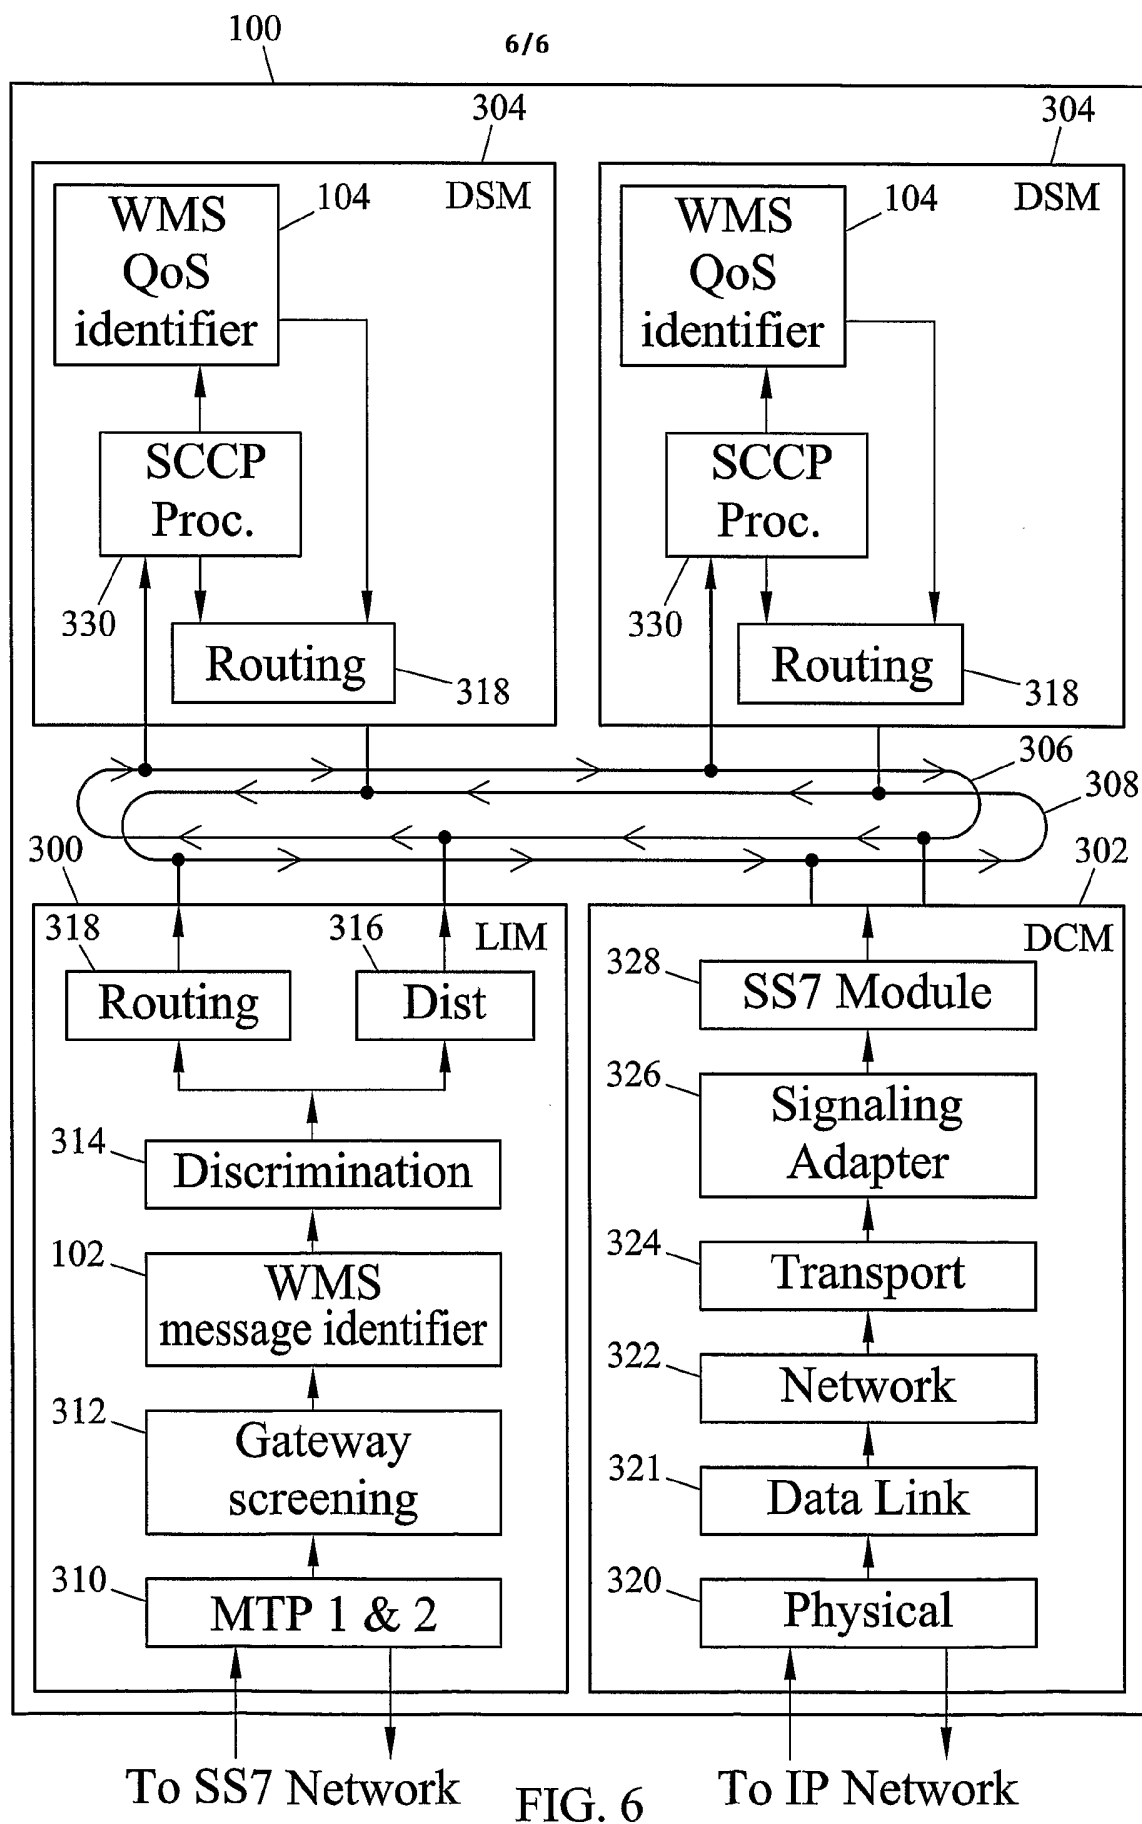 100
6/6
304
304
DSM
WMS
QoS
identifier
104
SCCP
Proc.
330
Routing
318
DSM
WMS
QoS
identifier
104
SCCP
Proc.
330
Routing
318
306
308
300
302
LIM
318
Routing
316
Dist
314
Discrimination
102
WMS
message identifier
312
Gateway
screening
310
MTP 1 & 2
DCM
328
SS7 Module
326
Signaling
Adapter
324
Transport
322
Network
321
Data Link
320
Physical
To SS7 Network
To IP Network
FIG. 6